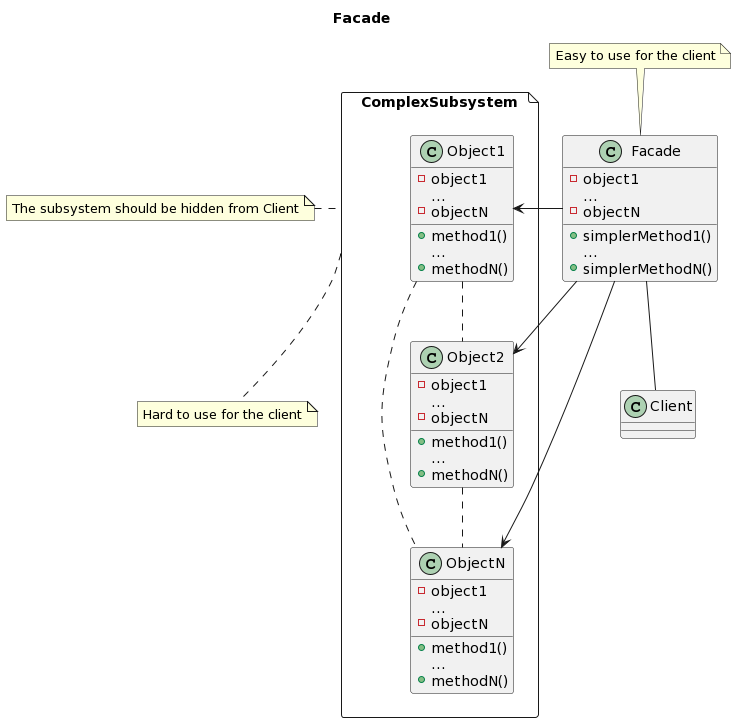 Facade
Easy to use for the client
ComplexSubsystem
C Object1
object1
...
objectN
method1()
...
methodN()
C Facade
object1
...
objectN
simplerMethod1()
...
simplerMethodN()
The subsystem should be hidden from Client
C Object2
object1
...
objectN
method1()
...
methodN()
C Client
Hard to use for the client
C ObjectN
object1
...
objectN
method1()
...
methodN()